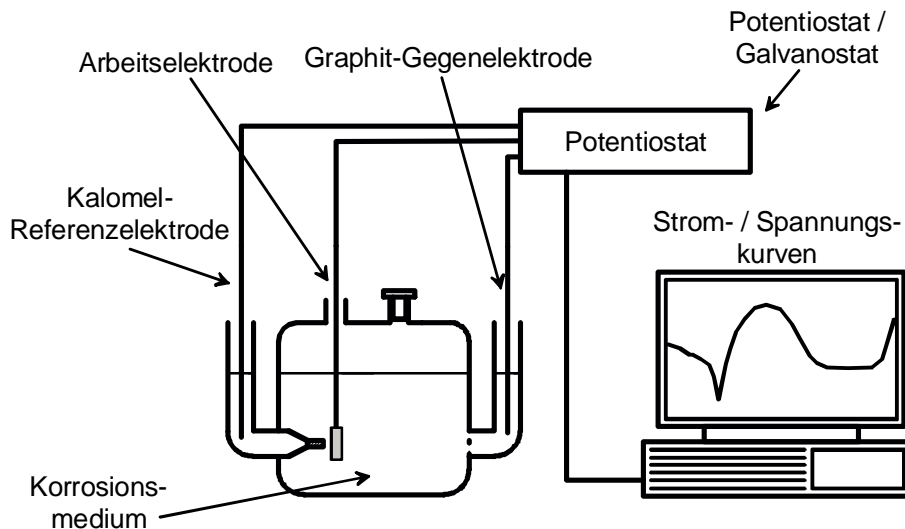 Potentiostat /
Galvanostat
Arbeitselektrode
Graphit-Gegenelektrode
Potentiostat
Kalomel-
Referenzelektrode
Strom- / Spannungs-
kurven
Korrosions-
medium